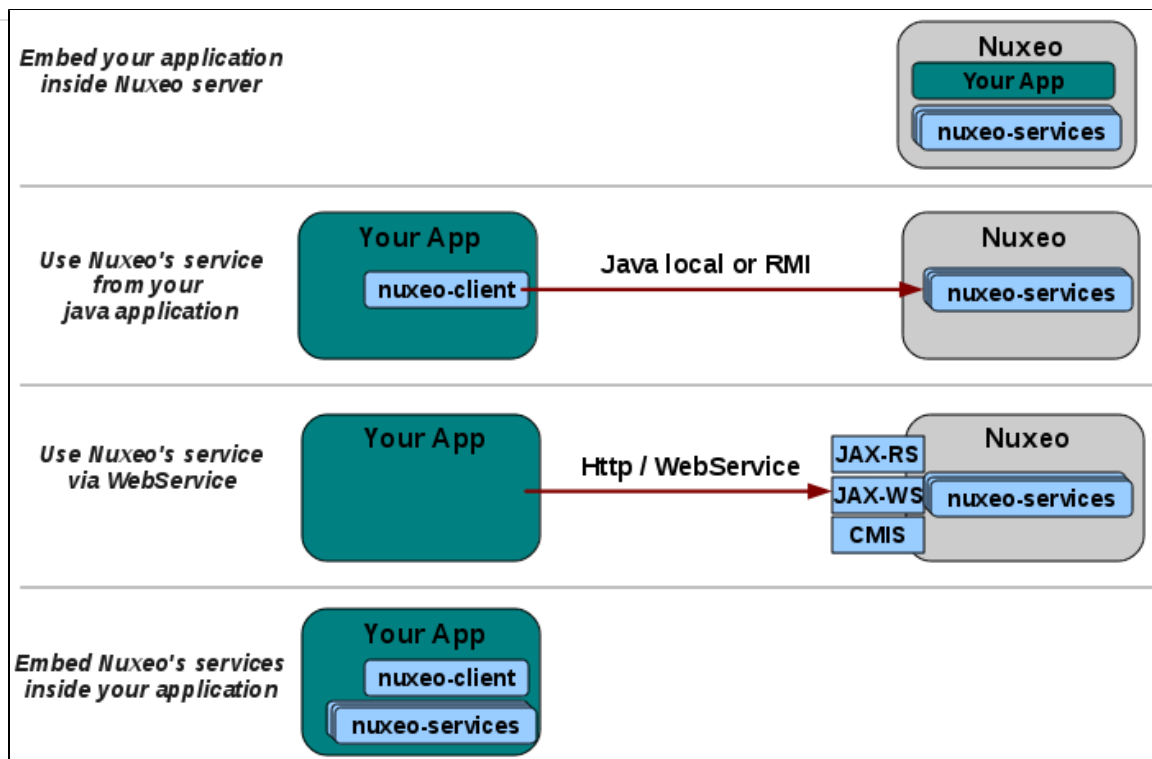 Embed your application
inside Nuxeo server
Nuxeo
Your App
nuxeo-services
Use Nuxeo's service
from your
java application
Your App
nuxeo-client
Java local or RMI
Nuxeo
nuxeo-services
Use Nuxeo's service
via WebService
Your App
Http / WebService
JAX-RS
JAX-WS
CMIS
Nuxeo
nuxeo-services
Embed Nuxeo's services
inside your application
Your App
nuxeo-client
nuxeo-services